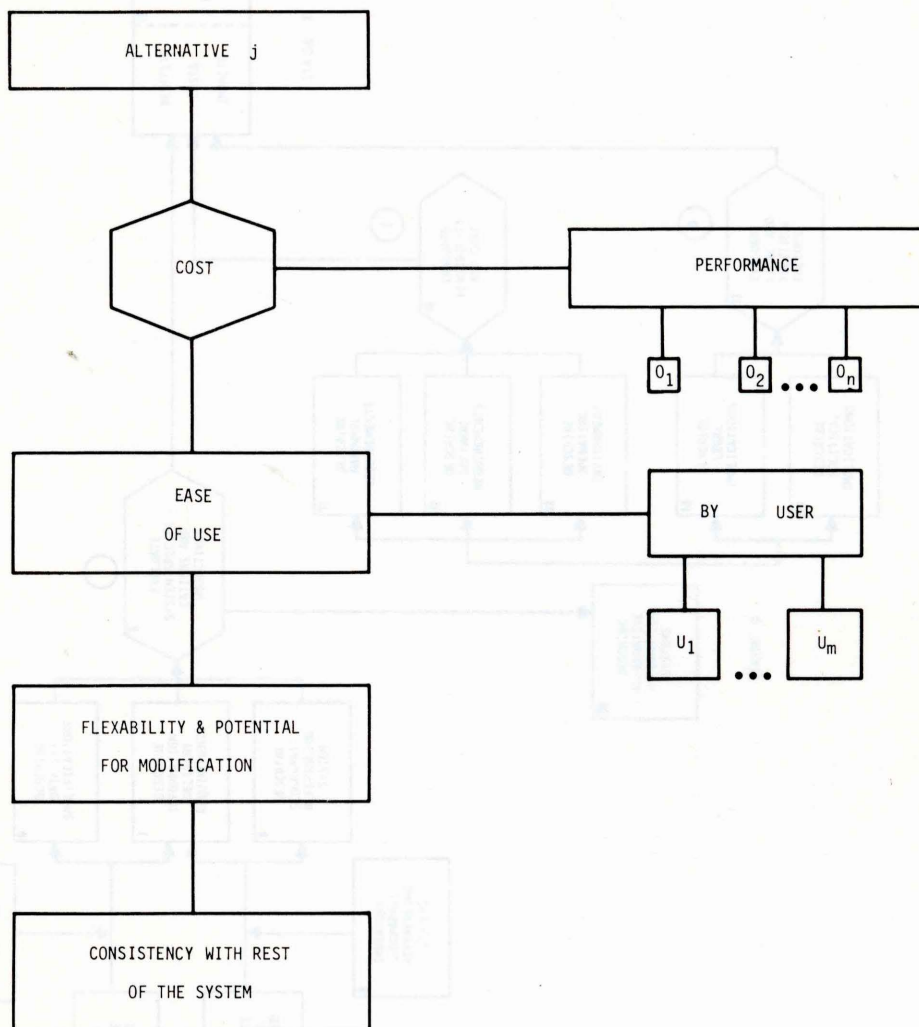 ALTERNATIVE j
COST
PERFORMANCE
O1
O2
On
EASE
OF USE
BY USER
U1
Um
FLEXABILITY & POTENTIAL
FOR MODIFICATION
CONSISTENCY WITH REST
OF THE SYSTEM